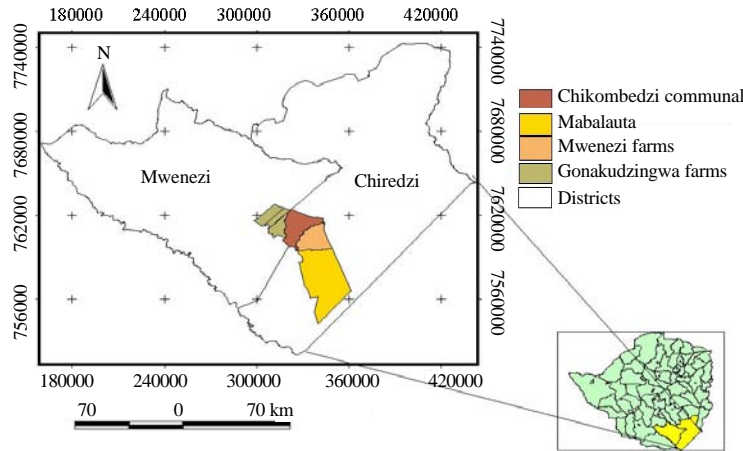 180000 240000 300000 360000 420000
7740000
7680000
762000
756000
7740000
7680000
7620000
7560000
N
Mwenezi
Chiredzi
Chikombedzi communal
Mabalauta
Mwenezi farms
Gonakudzingwa farms
Districts
180000 240000 300000 360000 420000
70 0 70 km